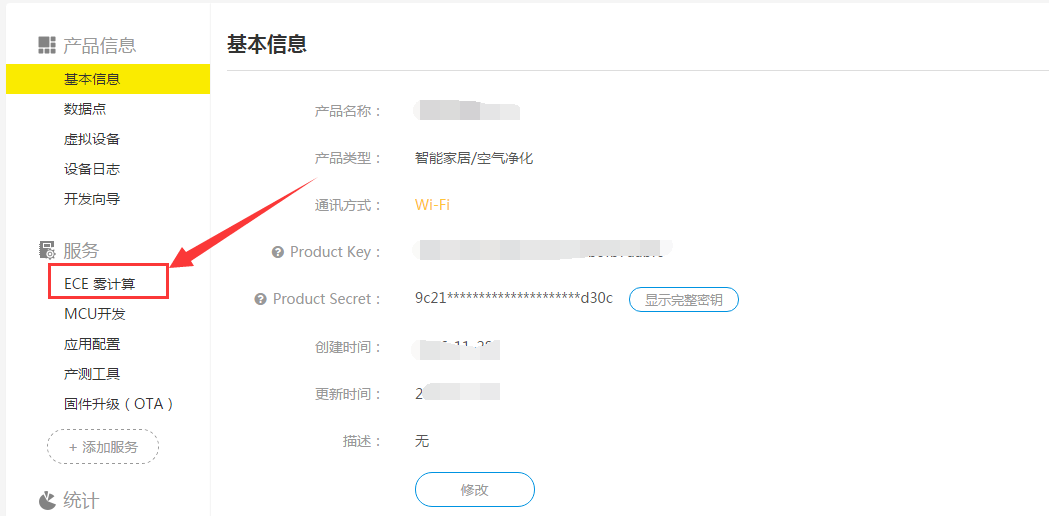 产品信息
基本信息
数据点
虚拟设备
设备日志
开发向导
服务
ECE 雾计算
MCU开发
应用配置
产测工具
固件升级（OTA）
+ 添加服务
统计
基本信息
产品名称：
产品类型： 智能家居/空气净化
通讯方式： Wi-Fi
Product Key：
Product Secret： 9c21*********************d30c 显示完整密钥
创建时间：
更新时间： 2
描述： 无
修改